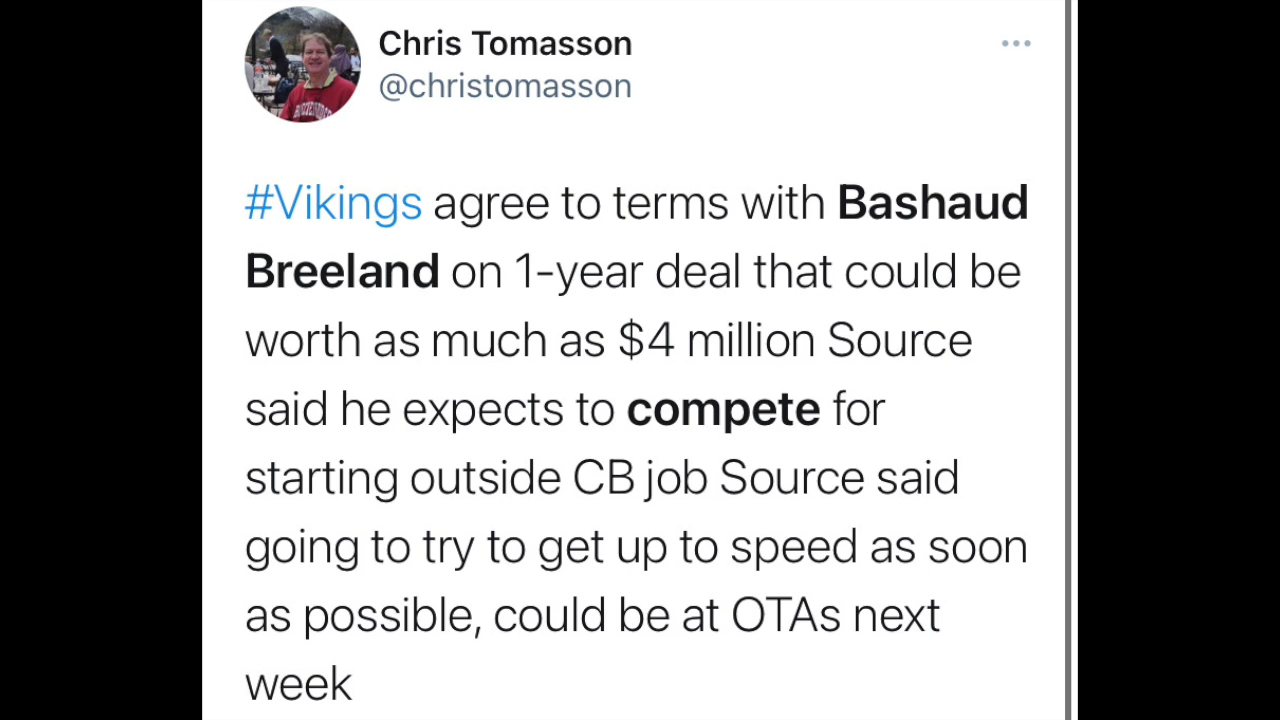 Chris Tomasson
@christomasson
#Vikings agree to terms with Bashaud
Breeland on 1-year deal that could be
worth as much as $4 million Source
said he expects to compete for
starting outside CB job Source said
going to try to get up to speed as soon
as possible, could be at OTAs next
week